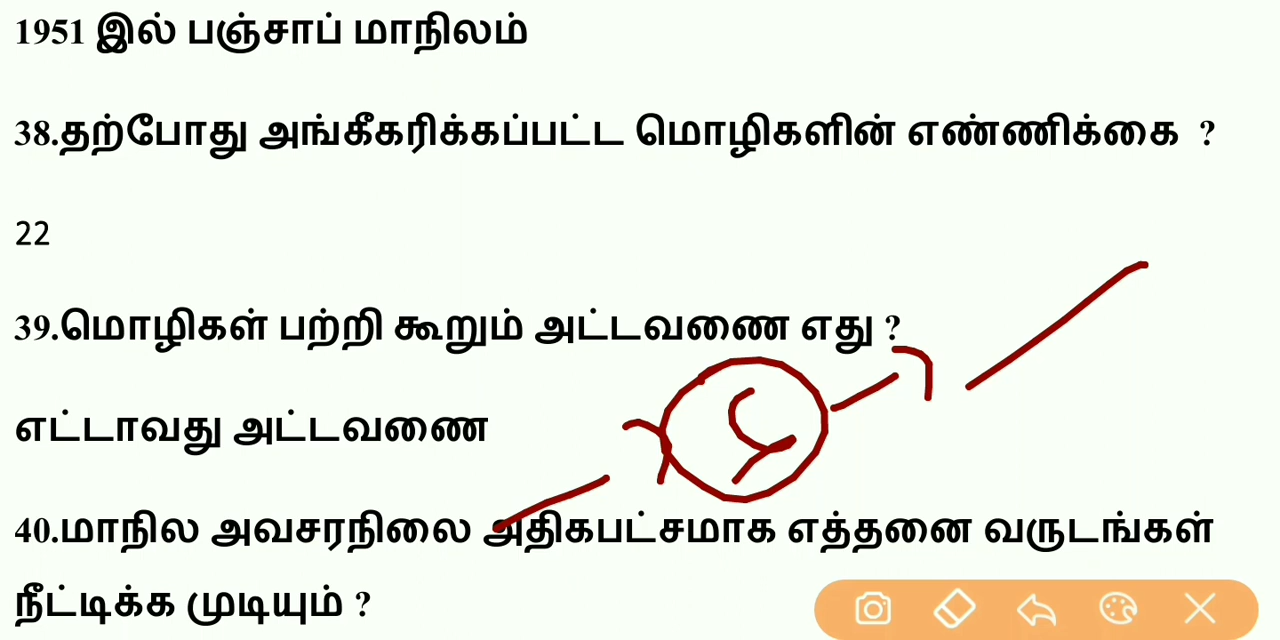 1951 இல் பஞ்சாப் மாநிலம்
38.தற்போது அங்கீகரிக்கப்பட்ட மொழிகளின் எண்ணிக்கை ?
22
39.மொழிகள் பற்றி கூறும் அட்டவணை எது ?
எட்டாவது அட்டவணை
40.மாநில அவசரநிலை அதிகபட்சமாக எத்தனை வருடங்கள்
நீட்டிக்க முடியும் ?